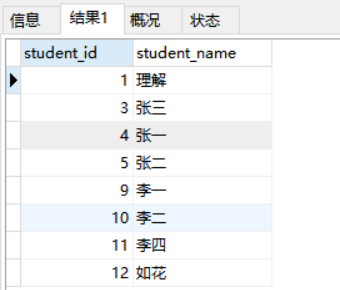 信息 结果1 概况 状态
student_id student_name
1 理解
3 张三
4 张一
5 张二
9 李一
10 李二
11 李四
12 如花